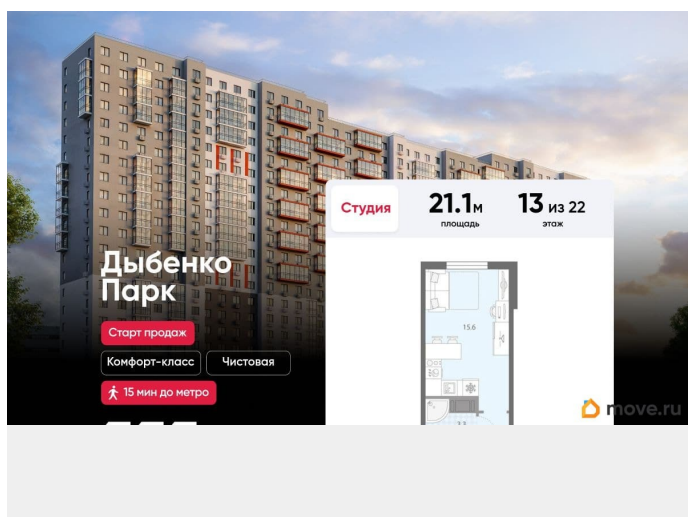 Студия
21.1м
площадь
13 из 22
этаж
Дыбенко
Парк
Старт продаж
Комфорт-класс
Чистовая
15 мин до метро
15.6
move.ru